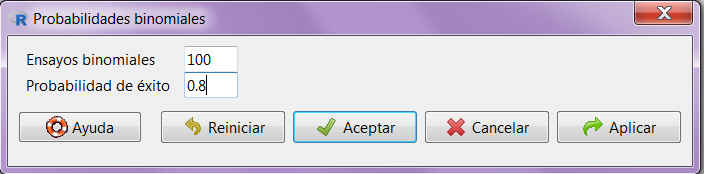 Probabilidades binomiales
Ensayos binomiales 100
Probabilidad de éxito 0.8
Ayuda Reiniciar Aceptar Cancelar Aplicar